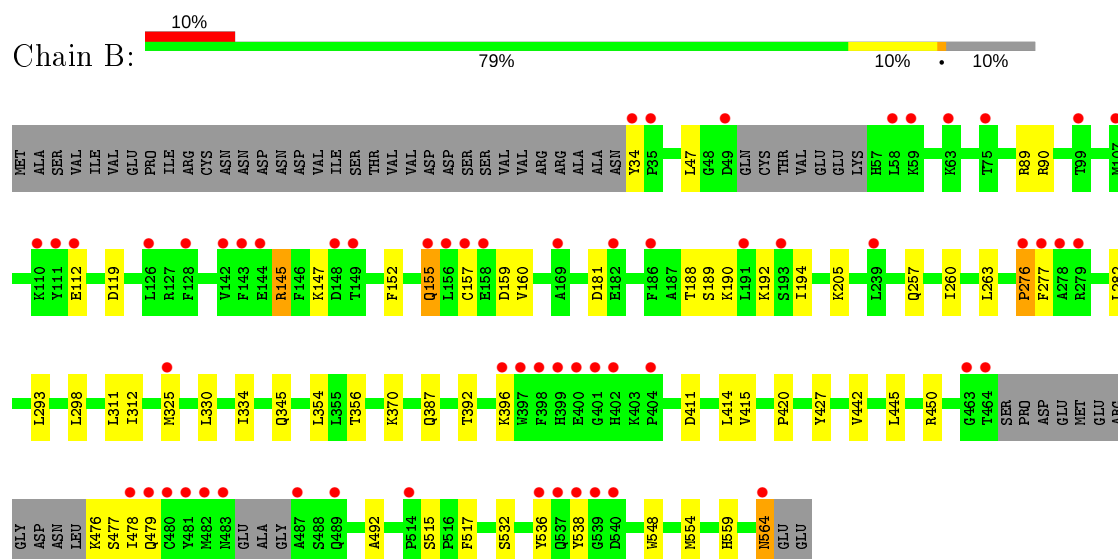 10%
Chain B:
79% 10% • 10%
MET ALA SER VAL ILE VAL GLU PRO ILE ARG CYS ASN ASN ASP ASN ASP VAL ILE SER THR VAL VAL ASP ASP SER SER VAL VAL ARG ARG ALA ALA ASN Y34 P35 L47 G48 D49 GLN CYS THR VAL GLU GLU LYS H57 L58 K59 K63 T75 R89 R90 T99 M107
K110 Y111 E112 D119 L126 R127 F128 V142 F143 E144 R145 F146 K147 D148 T149 F152 Q155 L156 C157 E158 D159 V160 A169 D181 E182 F186 A187 T188 S189 K190 L191 K192 S193 I194 K205 L239 Q257 I260 L263 P276 F277 A278 R279 L282
L293 L298 L311 I312 M325 L330 I334 Q345 L354 L355 T356 K370 Q387 T392 K396 W397 F398 H399 E400 G401 H402 K403 P404 D411 L414 V415 P420 Y427 V442 L445 R450 G463 T464 SER PRO ASP GLU MET GLU ARG
GLY ASP ASN LEU K476 S477 I478 Q479 C480 Y481 M482 N483 GLU ALA GLY A487 S488 Q489 A492 P514 S515 P516 F517 S532 Y536 Q537 Y538 G539 D540 W548 M554 H559 N564 GLU GLU